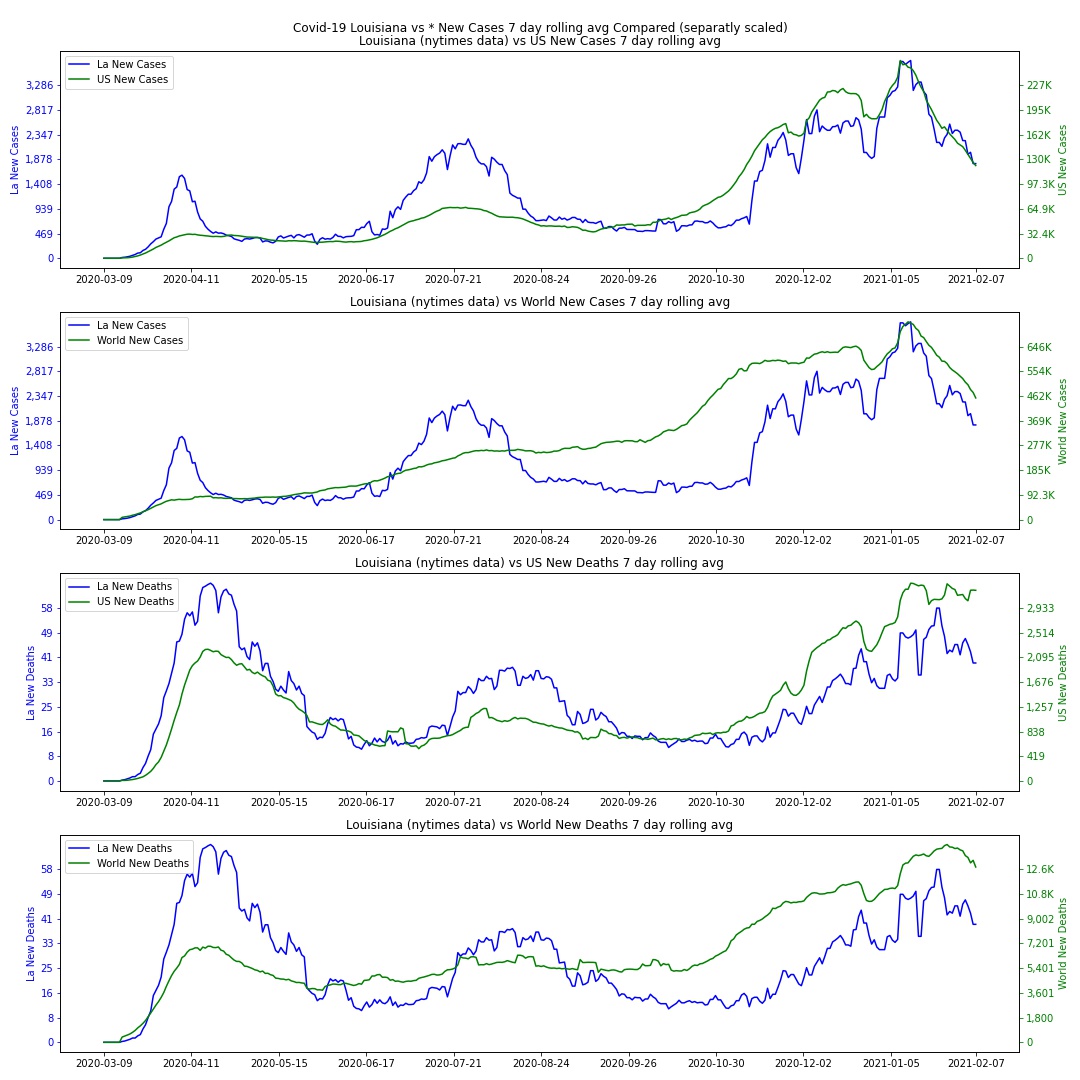 Covid-19 Louisiana vs * New Cases 7 day rolling avg Compared (separatly scaled)
Louisiana (nytimes data) vs US New Cases 7 day rolling avg
La New Cases
US New Cases
La New Cases
3,286
2,817
2,347
1,878
1,408
939
469
0
227K
195K
162K
130K
97.3K
64.9K
32.4K
0
US New Cases
2020-03-09 2020-04-11 2020-05-15 2020-06-17 2020-07-21 2020-08-24 2020-09-26 2020-10-30 2020-12-02 2021-01-05 2021-02-07
Louisiana (nytimes data) vs World New Cases 7 day rolling avg
La New Cases
World New Cases
La New Cases
3,286
2,817
2,347
1,878
1,408
939
469
0
646K
554K
462K
369K
277K
185K
92.3K
0
World New Cases
2020-03-09 2020-04-11 2020-05-15 2020-06-17 2020-07-21 2020-08-24 2020-09-26 2020-10-30 2020-12-02 2021-01-05 2021-02-07
Louisiana (nytimes data) vs US New Deaths 7 day rolling avg
La New Deaths
US New Deaths
La New Deaths
58
49
41
33
25
16
8
0
2,933
2,514
2,095
1,676
1,257
838
419
0
US New Deaths
2020-03-09 2020-04-11 2020-05-15 2020-06-17 2020-07-21 2020-08-24 2020-09-26 2020-10-30 2020-12-02 2021-01-05 2021-02-07
Louisiana (nytimes data) vs World New Deaths 7 day rolling avg
La New Deaths
World New Deaths
La New Deaths
58
49
41
33
25
16
8
0
12.6K
10.8K
9,002
7,201
5,401
3,601
1,800
0
World New Deaths
2020-03-09 2020-04-11 2020-05-15 2020-06-17 2020-07-21 2020-08-24 2020-09-26 2020-10-30 2020-12-02 2021-01-05 2021-02-07